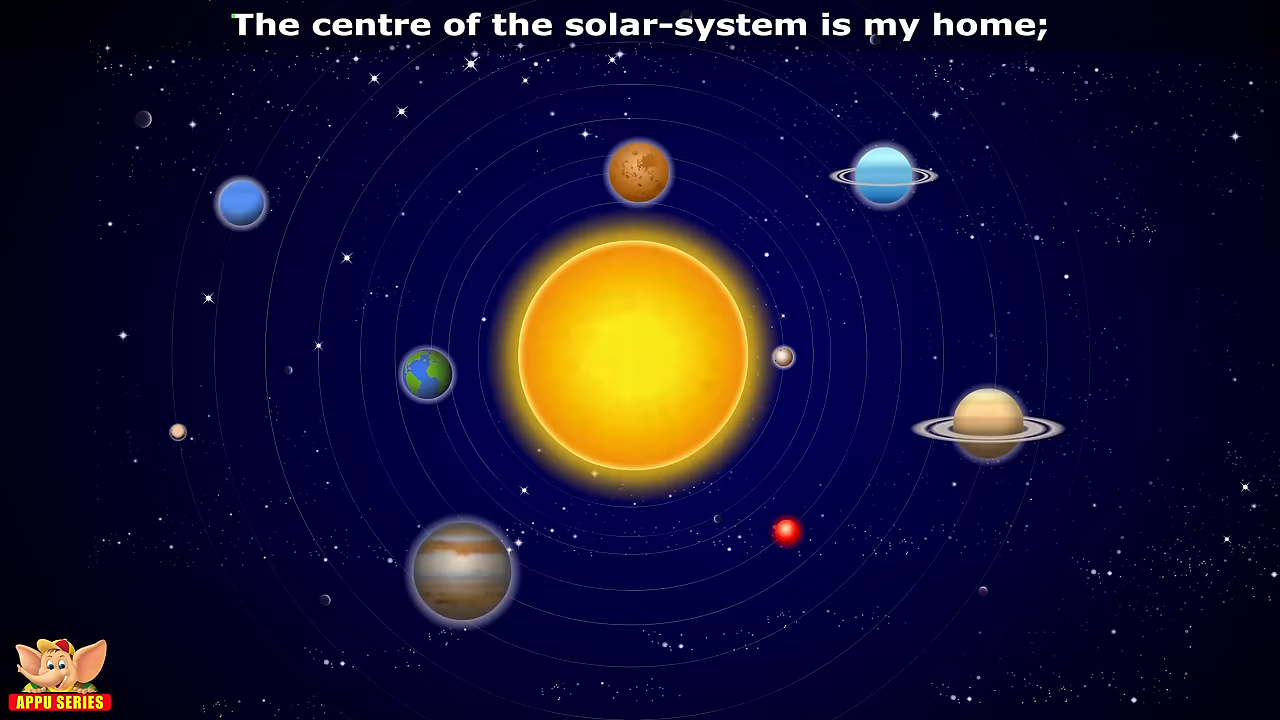 The centre of the solar-system is my home;
APPU SERIES